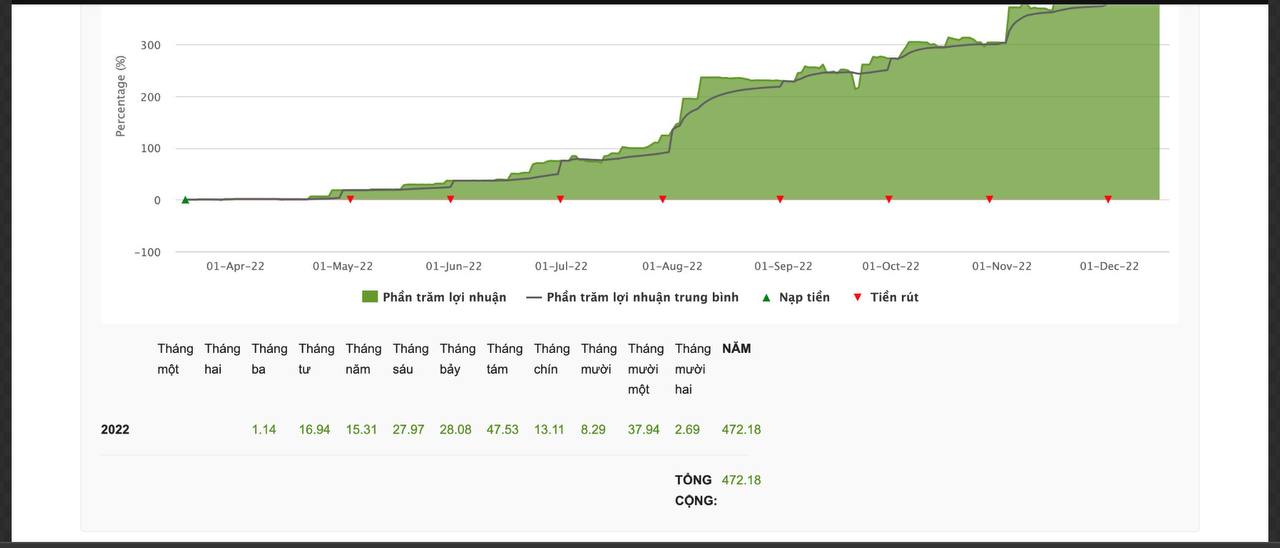 300
200
100
0
-100
Percentage (%)
01-Apr-22 01-May-22 01-Jun-22 01-Jul-22 01-Aug-22 01-Sep-22 01-Oct-22 01-Nov-22 01-Dec-22
Phần trăm lợi nhuận Phần trăm lợi nhuận trung bình Nạp tiền Tiền rút
Tháng Tháng Tháng Tháng Tháng Tháng Tháng Tháng Tháng Tháng Tháng Tháng NĂM
một hai ba tư năm sáu bảy tám chín mười mười mười
một hai
2022 1.14 16.94 15.31 27.97 28.08 47.53 13.11 8.29 37.94 2.69 472.18
TỔNG 472.18
CỘNG: